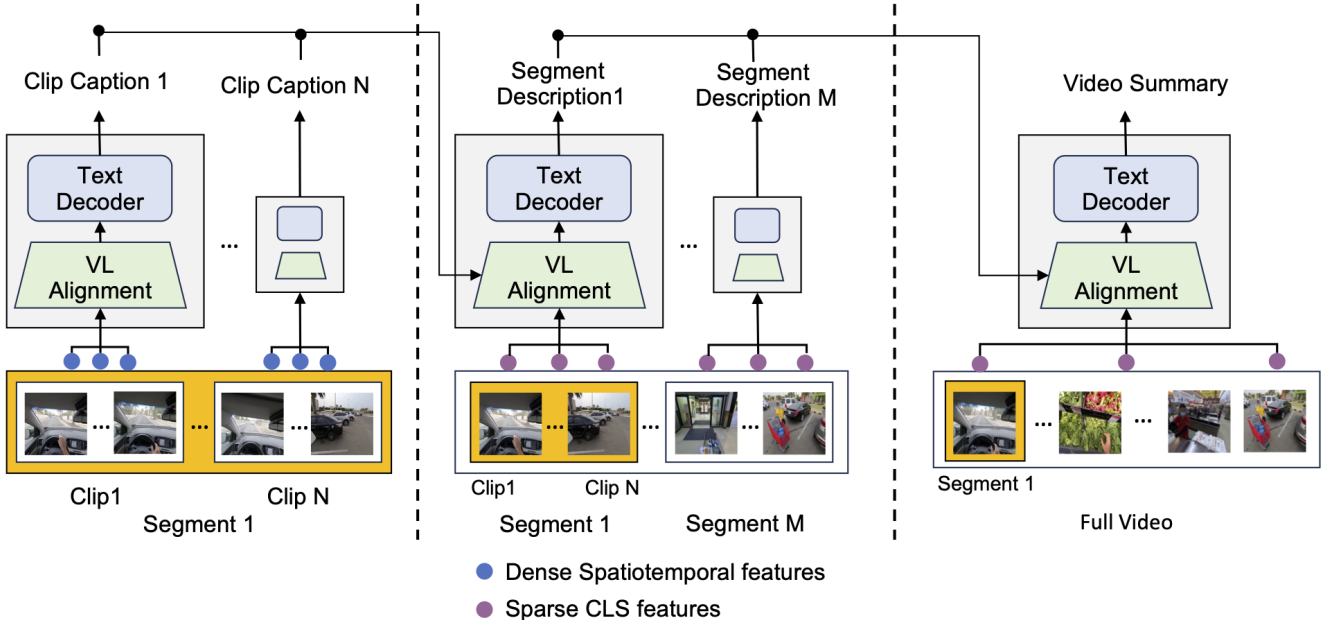 Clip Caption 1
Clip Caption N
Text
Decoder
VL
Alignment
...
...
...
...
Clip1
Clip N
Segment 1
Segment
Description1
Segment
Description M
Text
Decoder
VL
Alignment
...
...
...
...
Clip1
Clip N
Segment 1
Segment M
Video Summary
Text
Decoder
VL
Alignment
...
...
Segment 1
Full Video
Dense Spatiotemporal features
Sparse CLS features